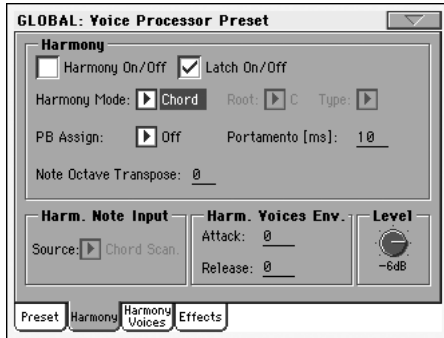 GLOBAL: Voice Processor Preset
Harmony
Harmony On/Off Latch On/Off
Harmony Mode: Chord Root: C Type:
PB Assign: Off Portamento [ms]: 10
Note Octave Transpose: 0
Harm. Note Input Harm. Voices Env. Level
Source: Chord Scan. Attack: 0
Release: 0 -6dB
Preset Harmony Harmony Voices Effects